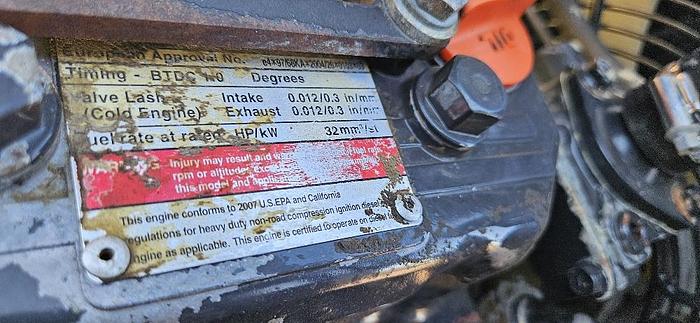 European Approval No.
Timing - BTDC 1.0 Degrees
alve Lash Intake 0.012/0.3 in/mm
(Cold Engine) Exhaust 0.012/0.3 in/mm
uel rate at rated HP/kW 32mm³/st
Injury may result and
rpm or altitude
this model and
This engine conforms to 2007 U.S.EPA and California
egulations for heavy duty non-road compression ignition diesel
ngine as applicable. This engine is certified to operate on diesel